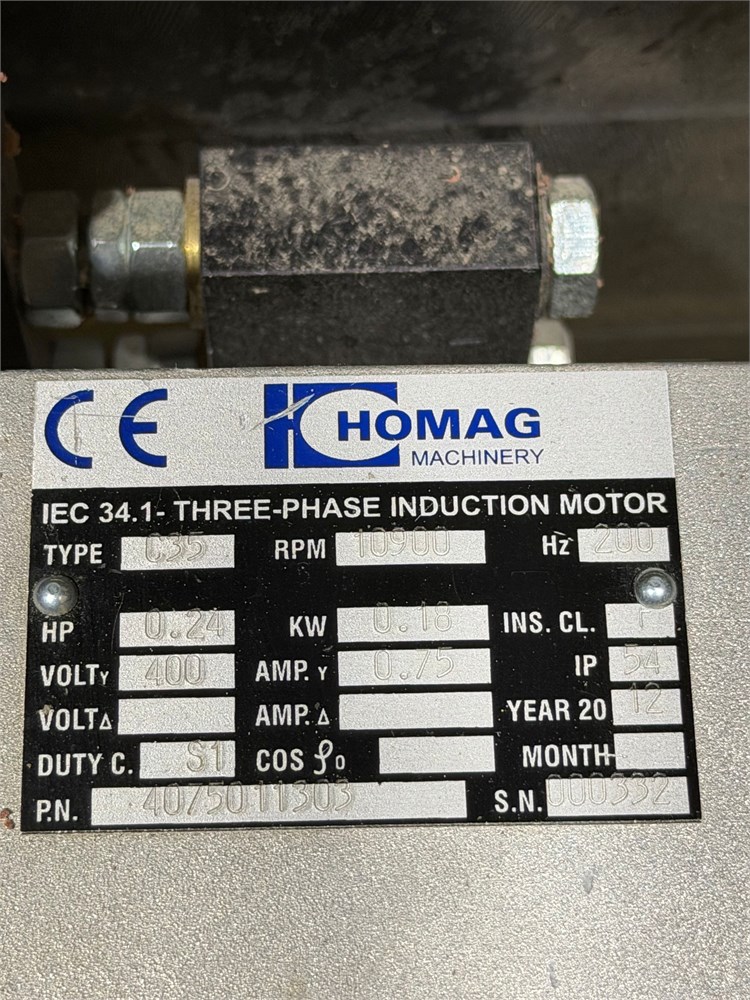 CE HOMAG
MACHINERY
IEC 34.1- THREE-PHASE INDUCTION MOTOR
TYPE C35 RPM 10900 Hz 200
HP 0.24 KW 0.18 INS. CL. F
VOLT Y 400 AMP. Y 0.75 IP 54
VOLT Δ AMP. Δ YEAR 20 12
DUTY C. S1 COS φ0 MONTH
P.N. 4075011303 S.N. 000332